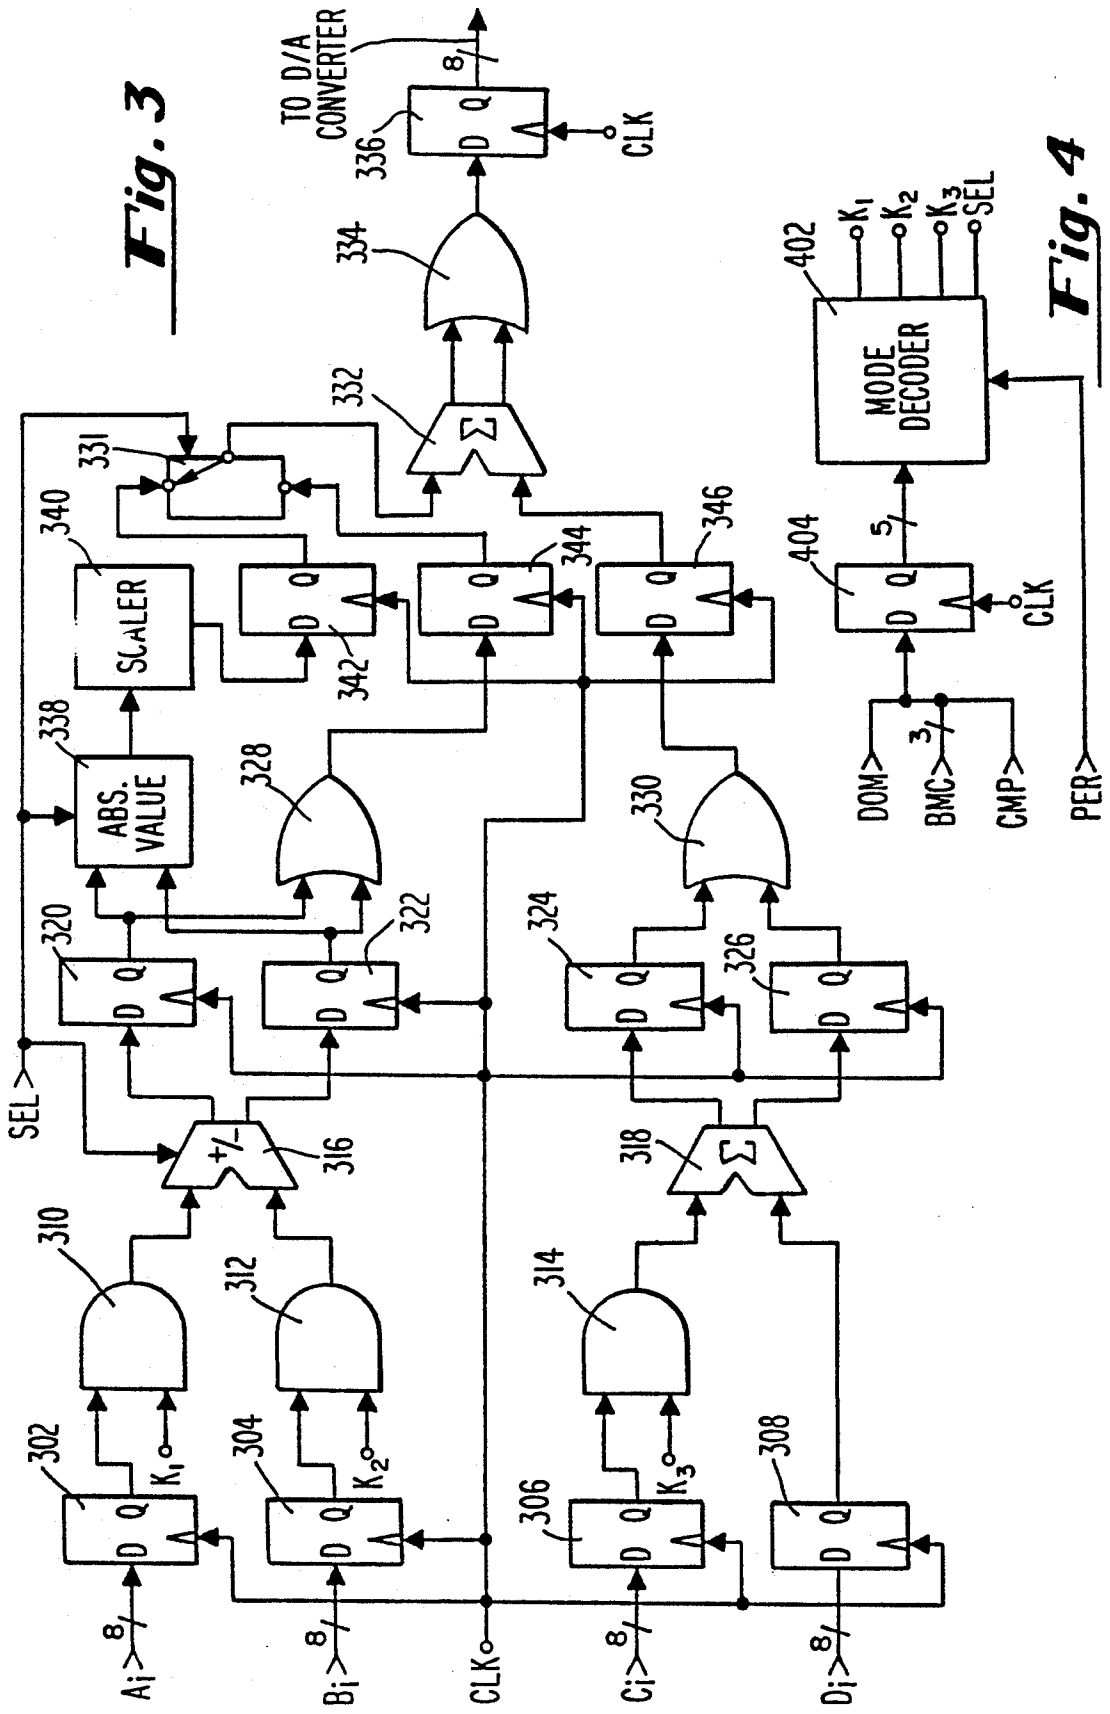 Fig. 3
SEL
Ai
8
302
D Q
K1
310
Bi
8
304
D Q
K2
312
+/-
316
320
D Q
322
D Q
338
ABS.
VALUE
340
SCALER
328
331
342
D Q
344
D Q
CLK
Ci
8
306
D Q
K3
314
Di
8
308
D Q
318
Σ
324
D Q
326
D Q
330
346
D Q
332
Σ
334
336
D Q
CLK
8
TO D/A
CONVERTER
Fig. 4
DOM
BMC
3
CMP
PER
404
D Q
CLK
5
402
MODE
DECODER
K1
K2
K3
SEL